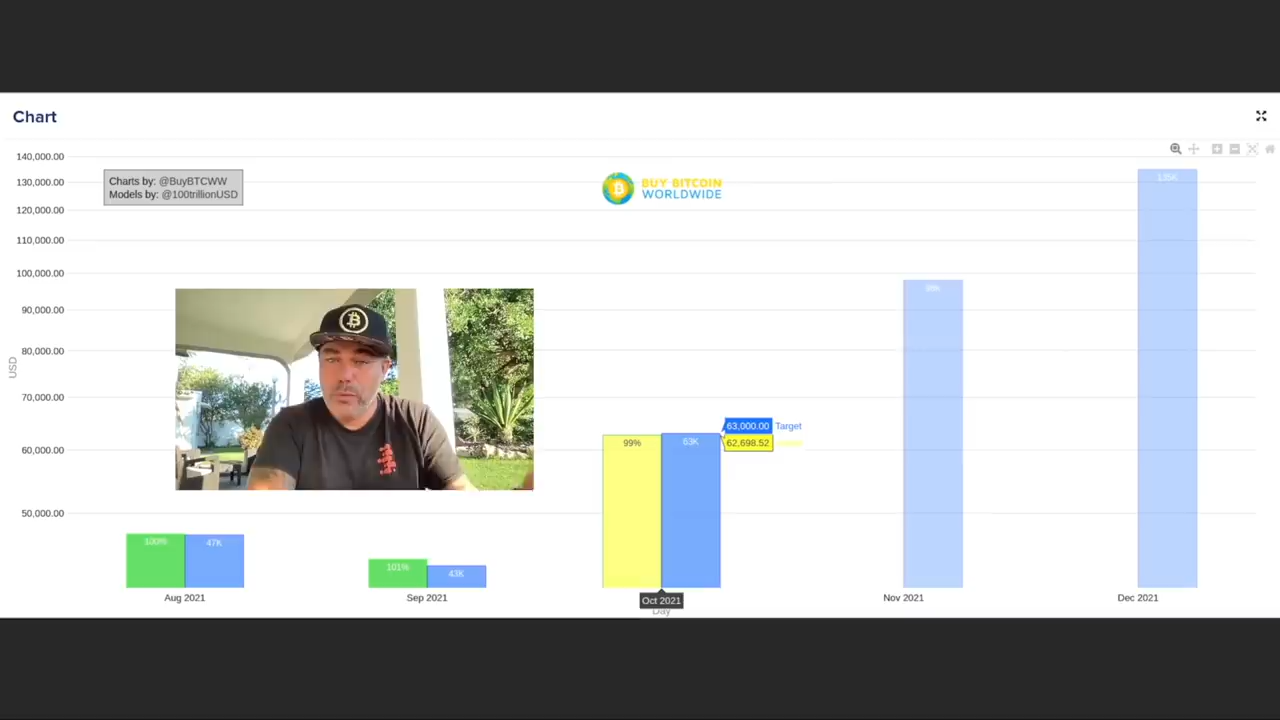 Chart
140,000.00
130,000.00
120,000.00
110,000.00
100,000.00
90,000.00
80,000.00
70,000.00
60,000.00
50,000.00
USD
Charts by: @BuyBTCWW
Models by: @100trillionUSD
BUY BITCOIN
WORLDWIDE
135K
98K
63,000.00 Target
62,698.52
99%
63K
100%
47K
101%
43K
Aug 2021
Sep 2021
Oct 2021
Nov 2021
Dec 2021
Day